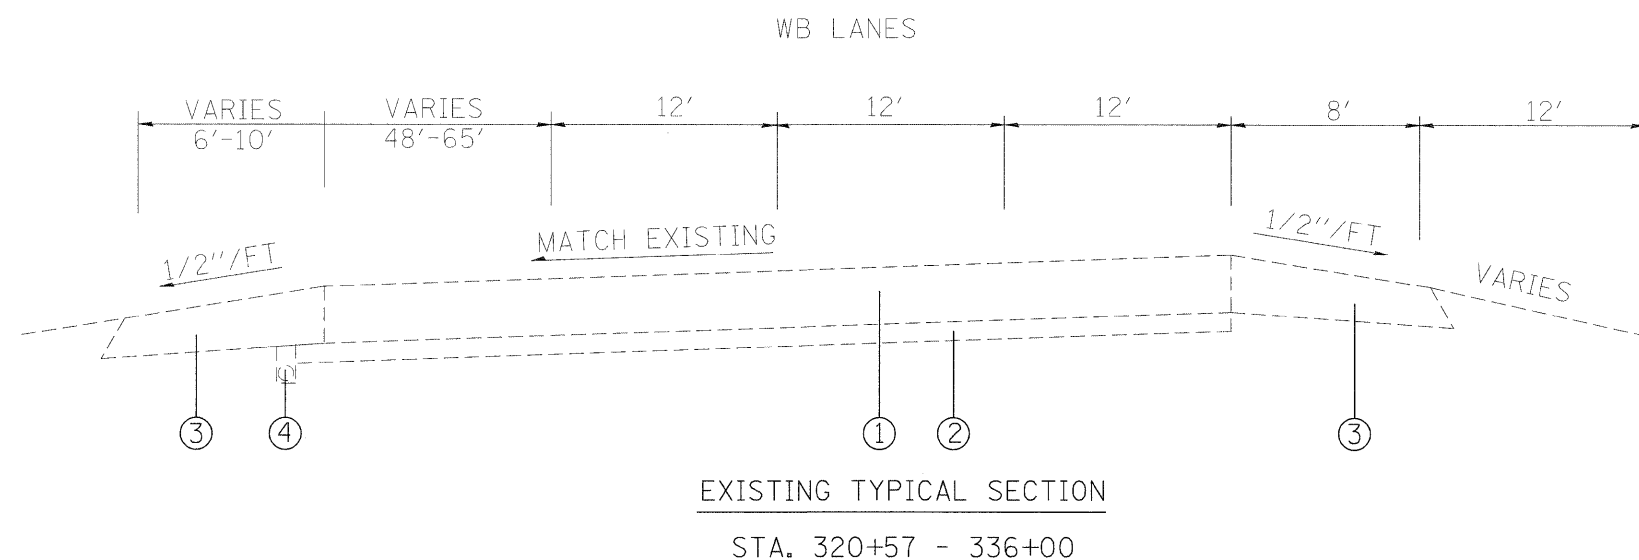 WB LANES
VARIES 6'-10'
VARIES 48'-65'
12'
12'
12'
8'
12'
1/2"/FT
MATCH EXISTING
1/2"/FT
VARIES
3
4
1
2
3
EXISTING TYPICAL SECTION
STA. 320+57 - 336+00